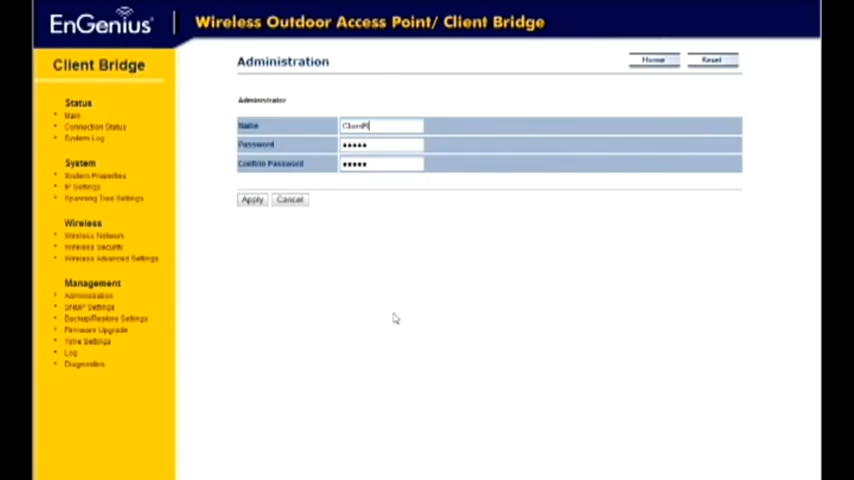 EnGenius
Wireless Outdoor Access Point/ Client Bridge
Client Bridge
Status
Main
Connection Status
System Log
System
System Properties
IP Settings
Spanning Tree Settings
Wireless
Wireless Network
Wireless Security
Wireless Advanced Settings
Management
Administration
SNMP Settings
Backup/Restore Settings
Firmware Upgrade
Time Settings
Log
Diagnostics
Administration
Home
Reset
Administrator
Name
Password
•••••
Confirm Password
•••••
Apply
Cancel